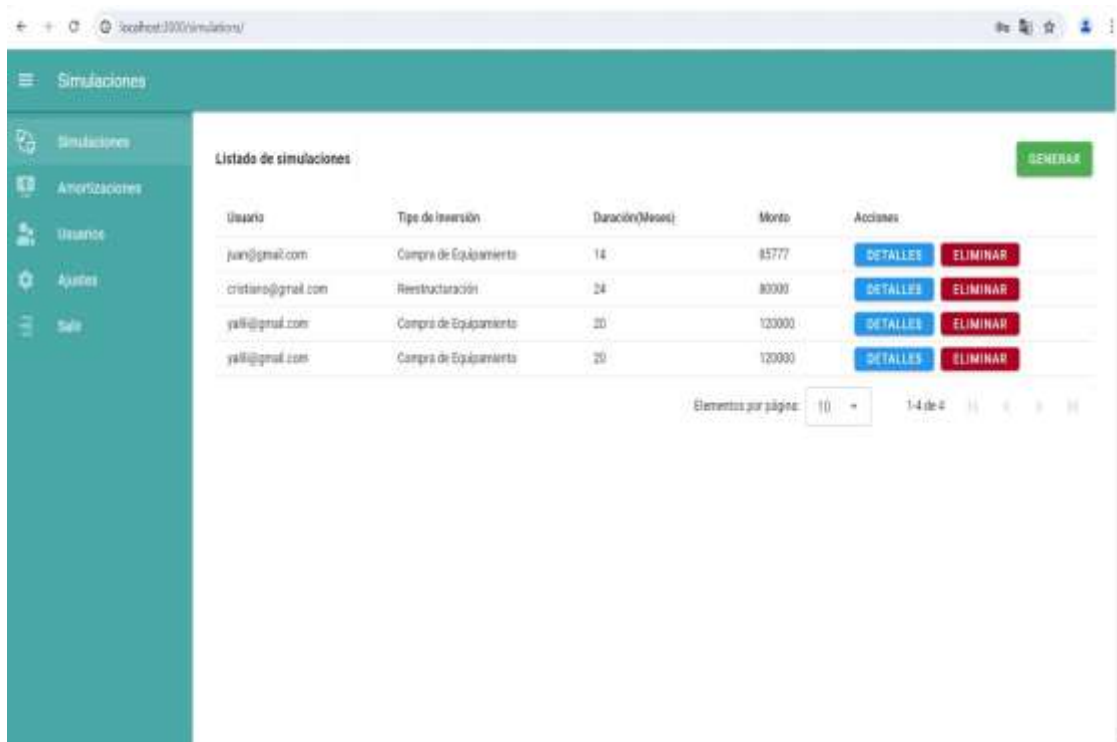 localhost:3000/simulations/
Simulaciones
Simulaciones
Amortizaciones
Usuarios
Ajustes
Salir
Listado de simulaciones
GENERAR
Usuario Tipo de Inversión Duración(Meses) Monto Acciones
juan@gmail.com Compra de Equipamiento 14 85777 DETALLES ELIMINAR
cristiano@gmail.com Reestructuración 24 80000 DETALLES ELIMINAR
yalli@gmail.com Compra de Equipamiento 20 120000 DETALLES ELIMINAR
yalli@gmail.com Compra de Equipamiento 20 120000 DETALLES ELIMINAR
Elementos por página: 10 1-4 de 4